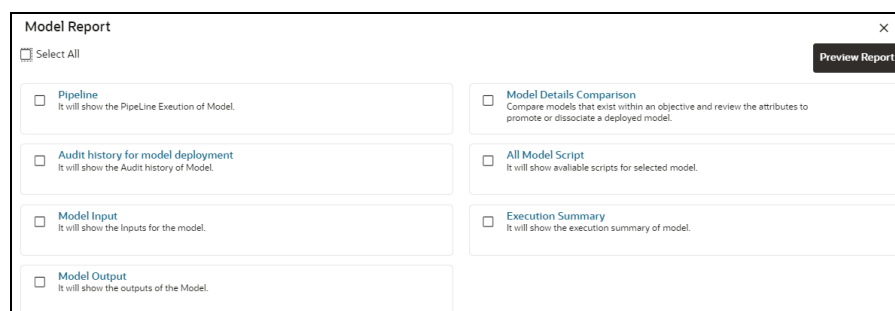 Model Report
Select All
Preview Report
Pipeline
It will show the PipeLine Exeution of Model.
Model Details Comparison
Compare models that exist within an objective and review the attributes to
promote or dissociate a deployed model.
Audit history for model deployment
It will show the Audit history of Model.
All Model Script
It will show avaliable scripts for selected model.
Model Input
It will show the Inputs for the model.
Execution Summary
It will show the execution summary of model.
Model Output
It will show the outputs of the Model.